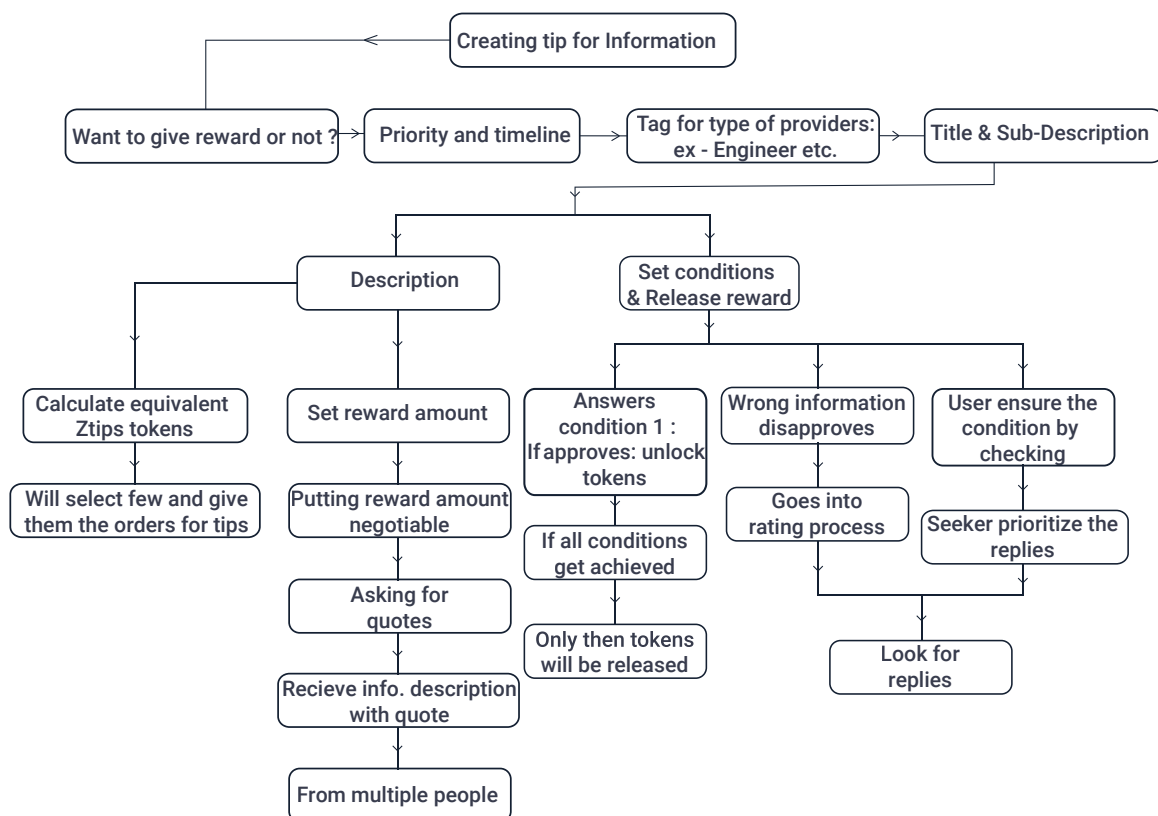 Creating tip for Information
Want to give reward or not ?
Priority and timeline
Tag for type of providers:
ex - Engineer etc.
Title & Sub-Description
Description
Set conditions
& Release reward
Calculate equivalent
Ztips tokens
Set reward amount
Answers
condition 1 :
If approves: unlock
tokens
Wrong information
disapproves
User ensure the
condition by
checking
Will select few and give
them the orders for tips
Putting reward amount
negotiable
If all conditions
get achieved
Goes into
rating process
Seeker prioritize the
replies
Asking for
quotes
Only then tokens
will be released
Look for
replies
Recieve info. description
with quote
From multiple people